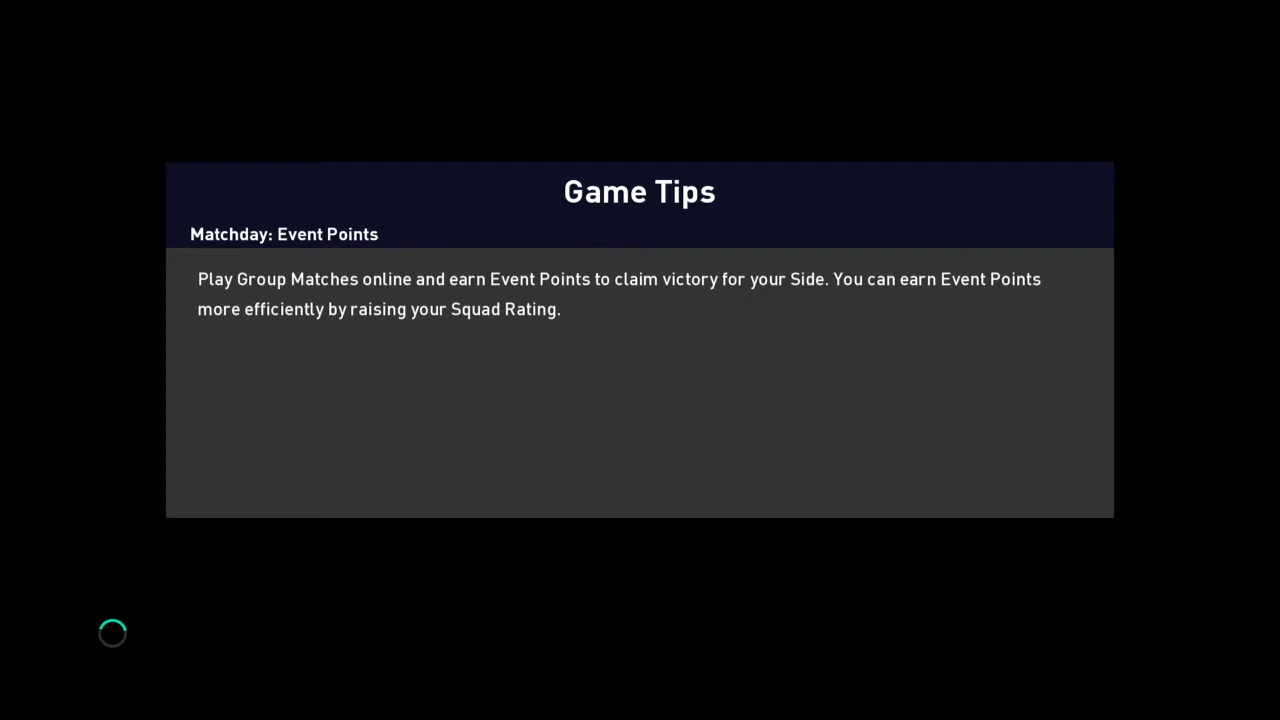 Game Tips
Matchday: Event Points
Play Group Matches online and earn Event Points to claim victory for your Side. You can earn Event Points
more efficiently by raising your Squad Rating.